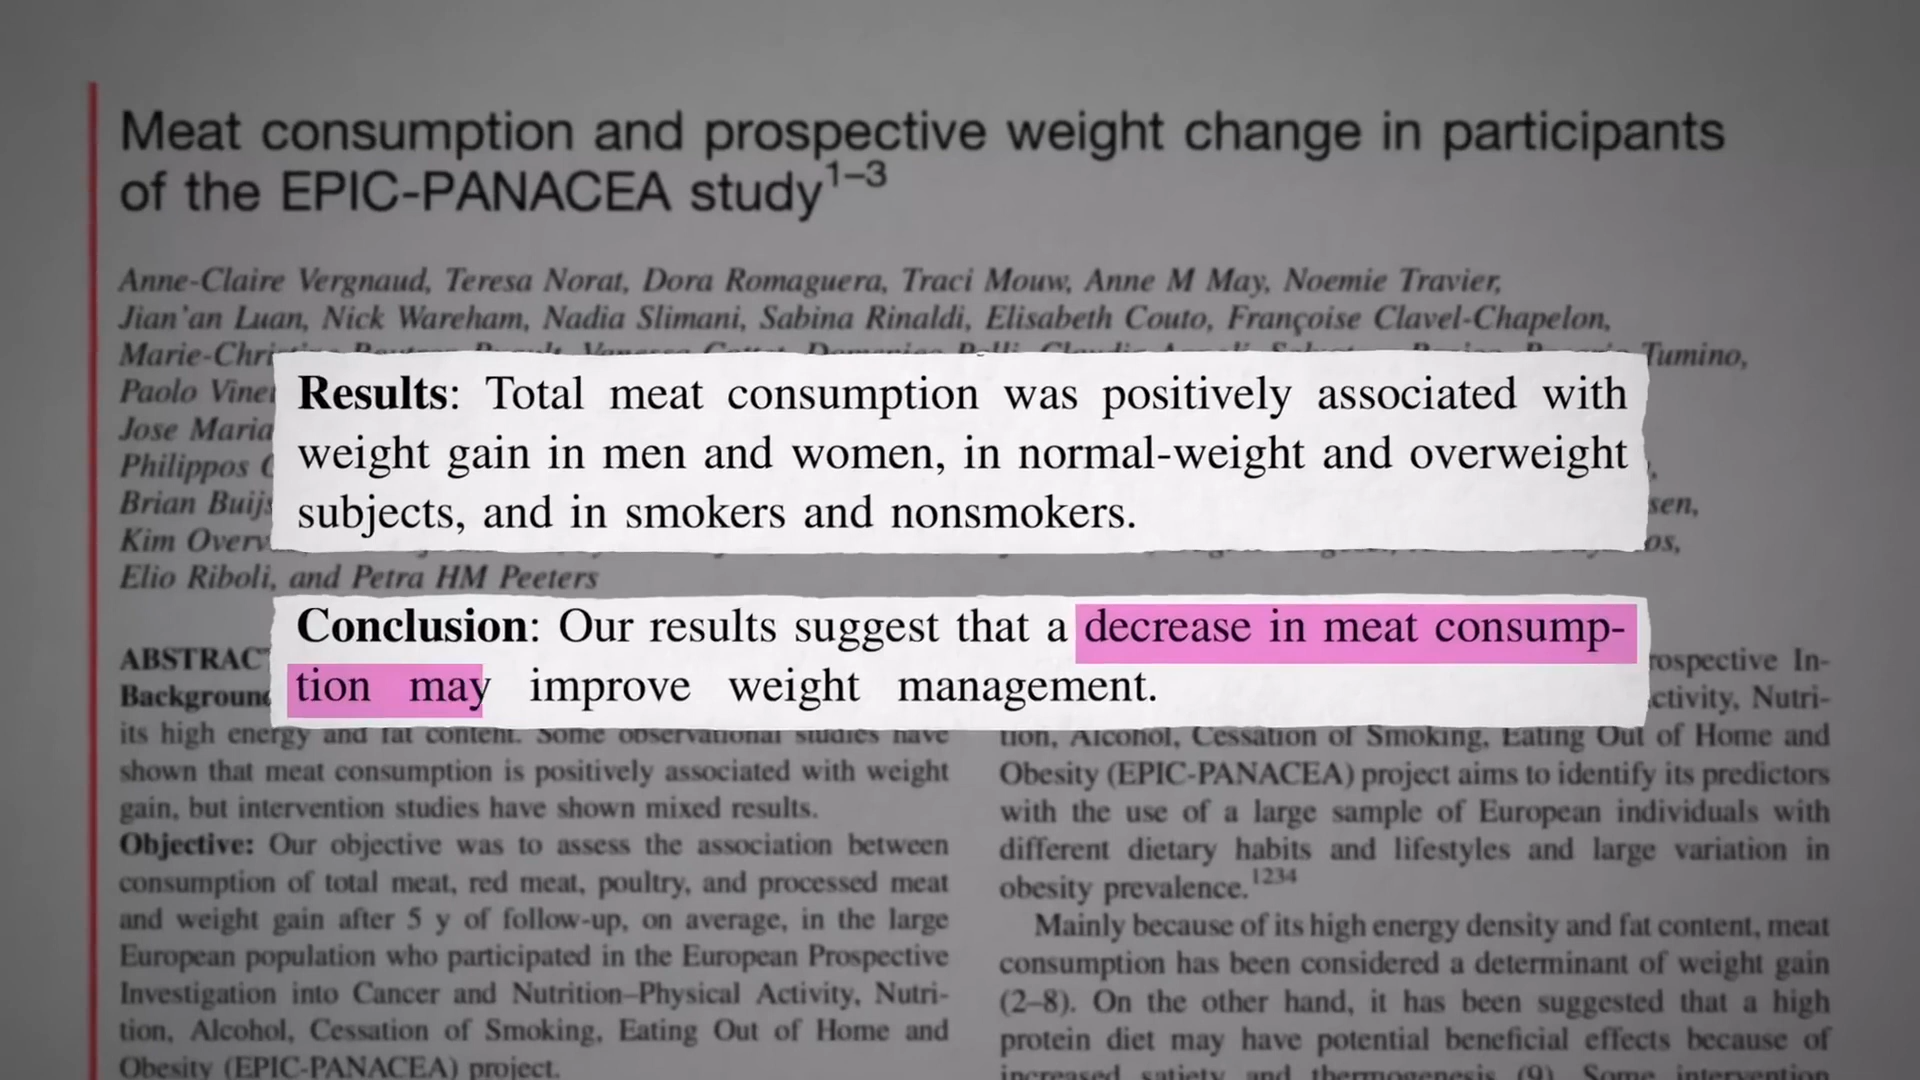 Meat consumption and prospective weight change in participants
of the EPIC-PANACEA study1–3
Anne-Claire Vergnaud, Teresa Norat, Dora Romaguera, Traci Mouw, Anne M May, Noemie Travier,
Jian'an Luan, Nick Wareham, Nadia Slimani, Sabina Rinaldi, Elisabeth Couto, Françoise Clavel-Chapelon,
Tumino,
Jose Maria
Philippos
Elio Riboli, and Petra HM Peeters
Results: Total meat consumption was positively associated with
weight gain in men and women, in normal-weight and overweight
subjects, and in smokers and nonsmokers.
Conclusion: Our results suggest that a decrease in meat consump-
tion may improve weight management.
its high energy and fat content. Some observational studies have
shown that meat consumption is positively associated with weight
gain, but intervention studies have shown mixed results.
Objective: Our objective was to assess the association between
consumption of total meat, red meat, poultry, and processed meat
and weight gain after 5 y of follow-up, on average, in the large
European population who participated in the European Prospective
Investigation into Cancer and Nutrition–Physical Activity, Nutri-
tion, Alcohol, Cessation of Smoking, Eating Out of Home and
Obesity (EPIC-PANACEA) project.
In-
Nutri-
tion, Alcohol, Cessation of Smoking, Eating Out of Home and
Obesity (EPIC-PANACEA) project aims to identify its predictors
with the use of a large sample of European individuals with
different dietary habits and lifestyles and large variation in
obesity prevalence.1234
Mainly because of its high energy density and fat content, meat
consumption has been considered a determinant of weight gain
(2–8). On the other hand, it has been suggested that a high
protein diet may have potential beneficial effects because of
increased satiety and thermogenesis (9). Some intervention